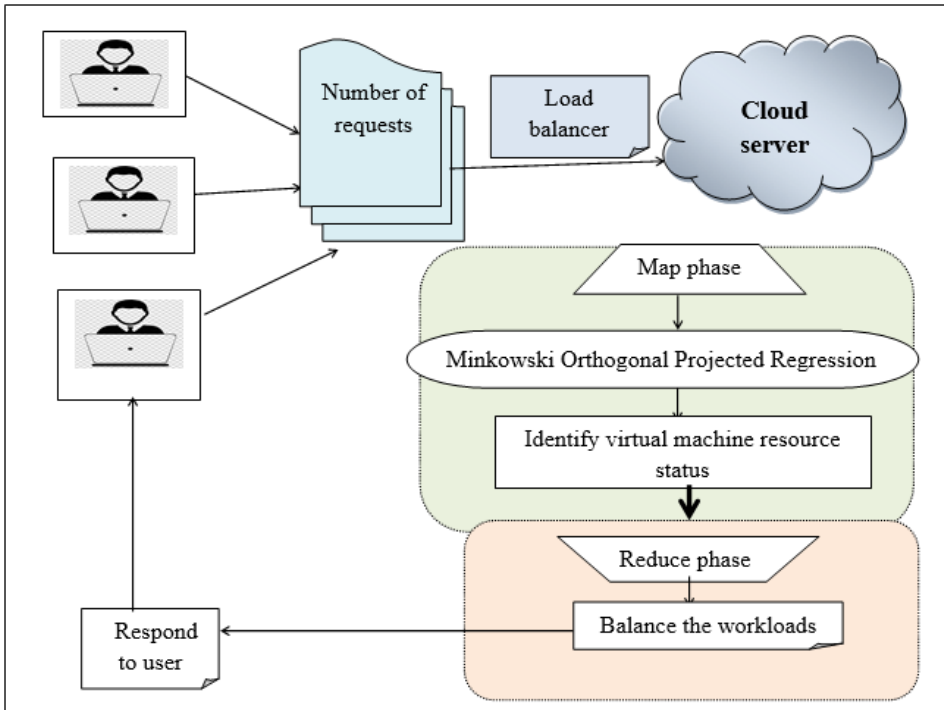 Number of
requests
Load
balancer
Cloud
server
Map phase
Minkowski Orthogonal Projected Regression
Identify virtual machine resource
status
Reduce phase
Balance the workloads
Respond
to user